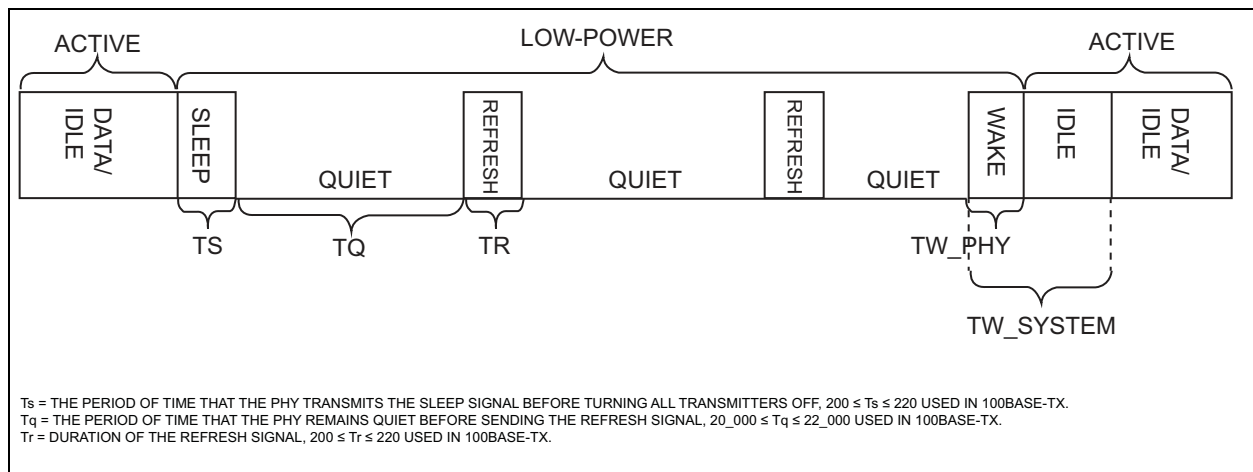 ACTIVE
LOW-POWER
ACTIVE
DATA/
IDLE
SLEEP
QUIET
REFRESH
QUIET
REFRESH
QUIET
WAKE
IDLE
DATA/
IDLE
TS
TQ
TR
TW_PHY
TW_SYSTEM
Ts = THE PERIOD OF TIME THAT THE PHY TRANSMITS THE SLEEP SIGNAL BEFORE TURNING ALL TRANSMITTERS OFF, 200 ≤ Ts ≤ 220 USED IN 100BASE-TX.
Tq = THE PERIOD OF TIME THAT THE PHY REMAINS QUIET BEFORE SENDING THE REFRESH SIGNAL, 20_000 ≤ Tq ≤ 22_000 USED IN 100BASE-TX.
Tr = DURATION OF THE REFRESH SIGNAL, 200 ≤ Tr ≤ 220 USED IN 100BASE-TX.